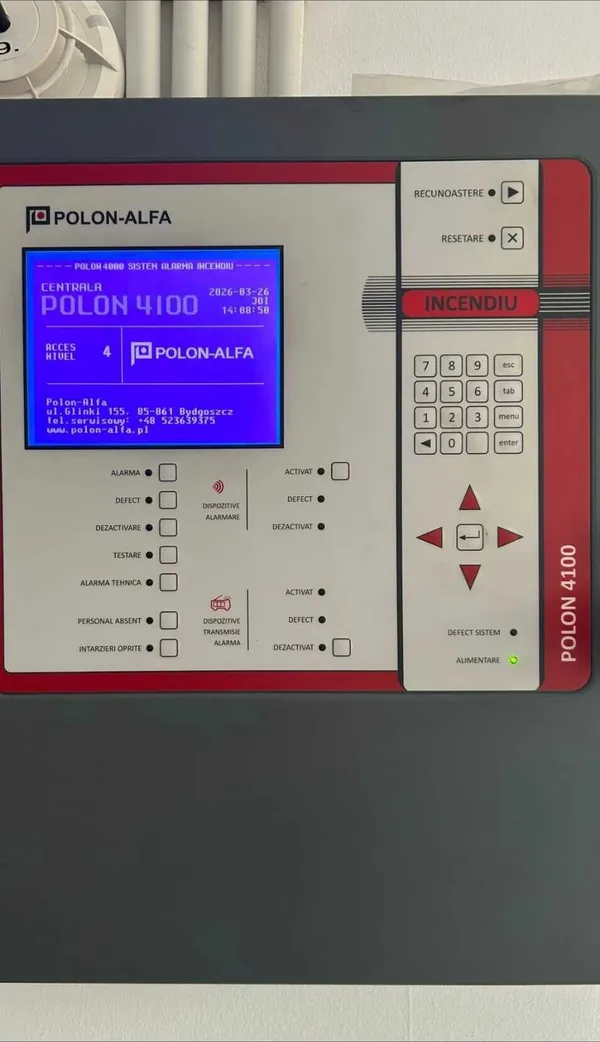 9.
POLON-ALFA
POLON 4000 SISTEM ALARMA INCENDIU
CENTRALA
POLON 4100
2026-03-26
JOI
14:08:50
ACCES
NIVEL
4
POLON-ALFA
Polon-Alfa
ul.Glinki 155, 85-861 Bydgoszcz
tel.serwisowy: +48 523639375
www.polon-alfa.pl
ALARMA
DEFECT
DEZACTIVARE
TESTARE
ALARMA TEHNICA
PERSONAL ABSENT
INTARZIERI OPRITE
DISPOZITIVE
ALARMARE
ACTIVAT
DEFECT
DEZACTIVAT
DISPOZITIVE
TRANSMISIE
ALARMA
ACTIVAT
DEFECT
DEZACTIVAT
RECUNOASTERE
RESETARE
INCENDIU
7 8 9 esc
4 5 6 tab
1 2 3 menu
0 enter
DEFECT SISTEM
ALIMENTARE
POLON 4100